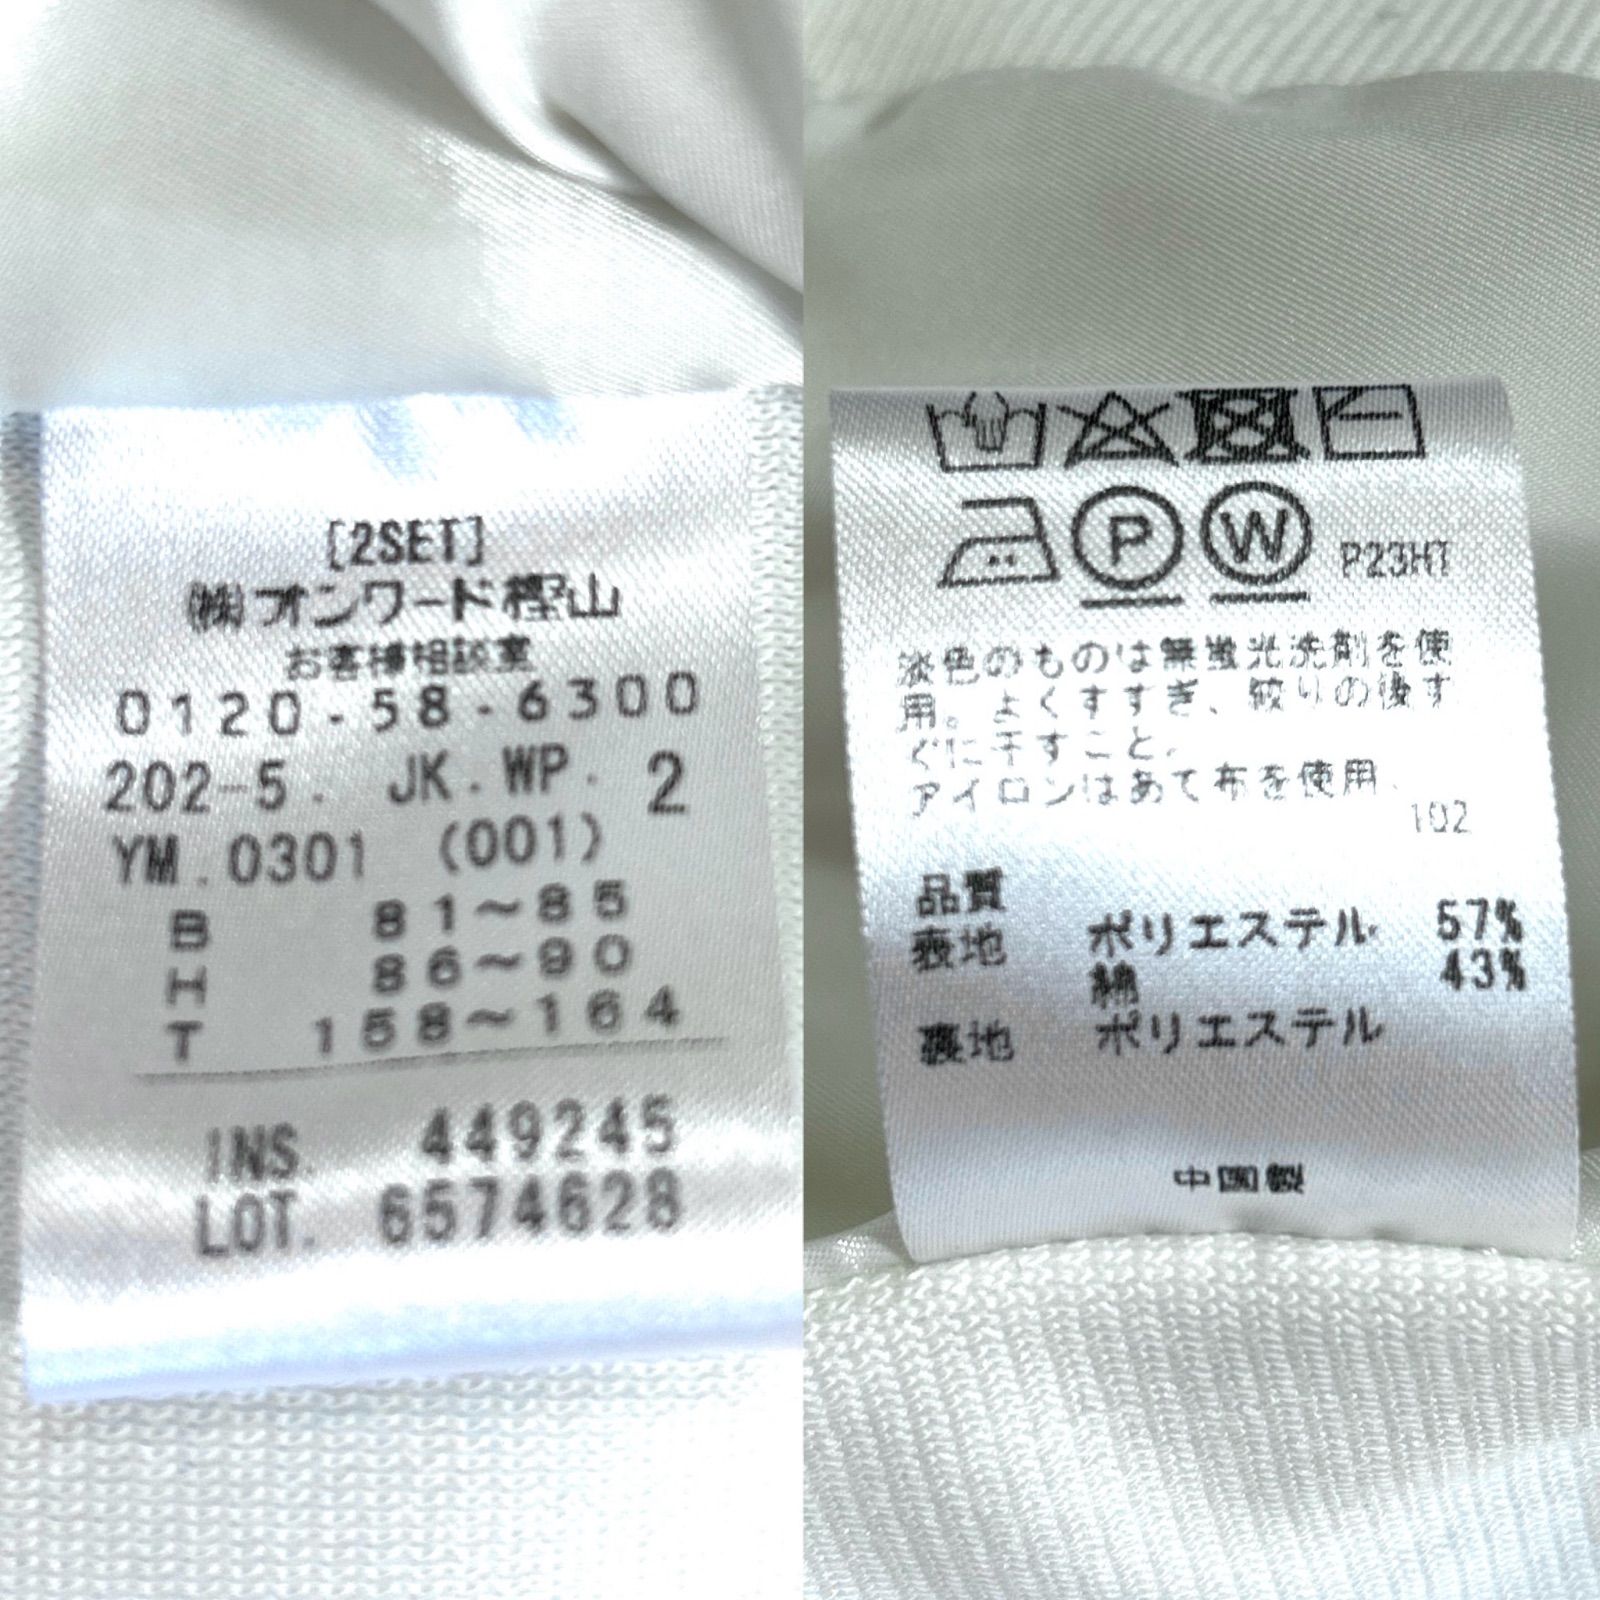 [2SET]
㈱オンワード樫山
お客様相談室
0120-58-6300
202-5. JK.WP. 2
YM.0301 (001)
B 81～85
H 86～90
T 158～164
INS. 449245
LOT. 6574628
P W P23HT
淡色のものは無蛍光洗剤を使
用。よくすすぎ、絞りの後す
ぐに干すこと。
アイロンはあて布を使用。
102
品質
表地 ポリエステル 57%
綿 43%
裏地 ポリエステル
中国製